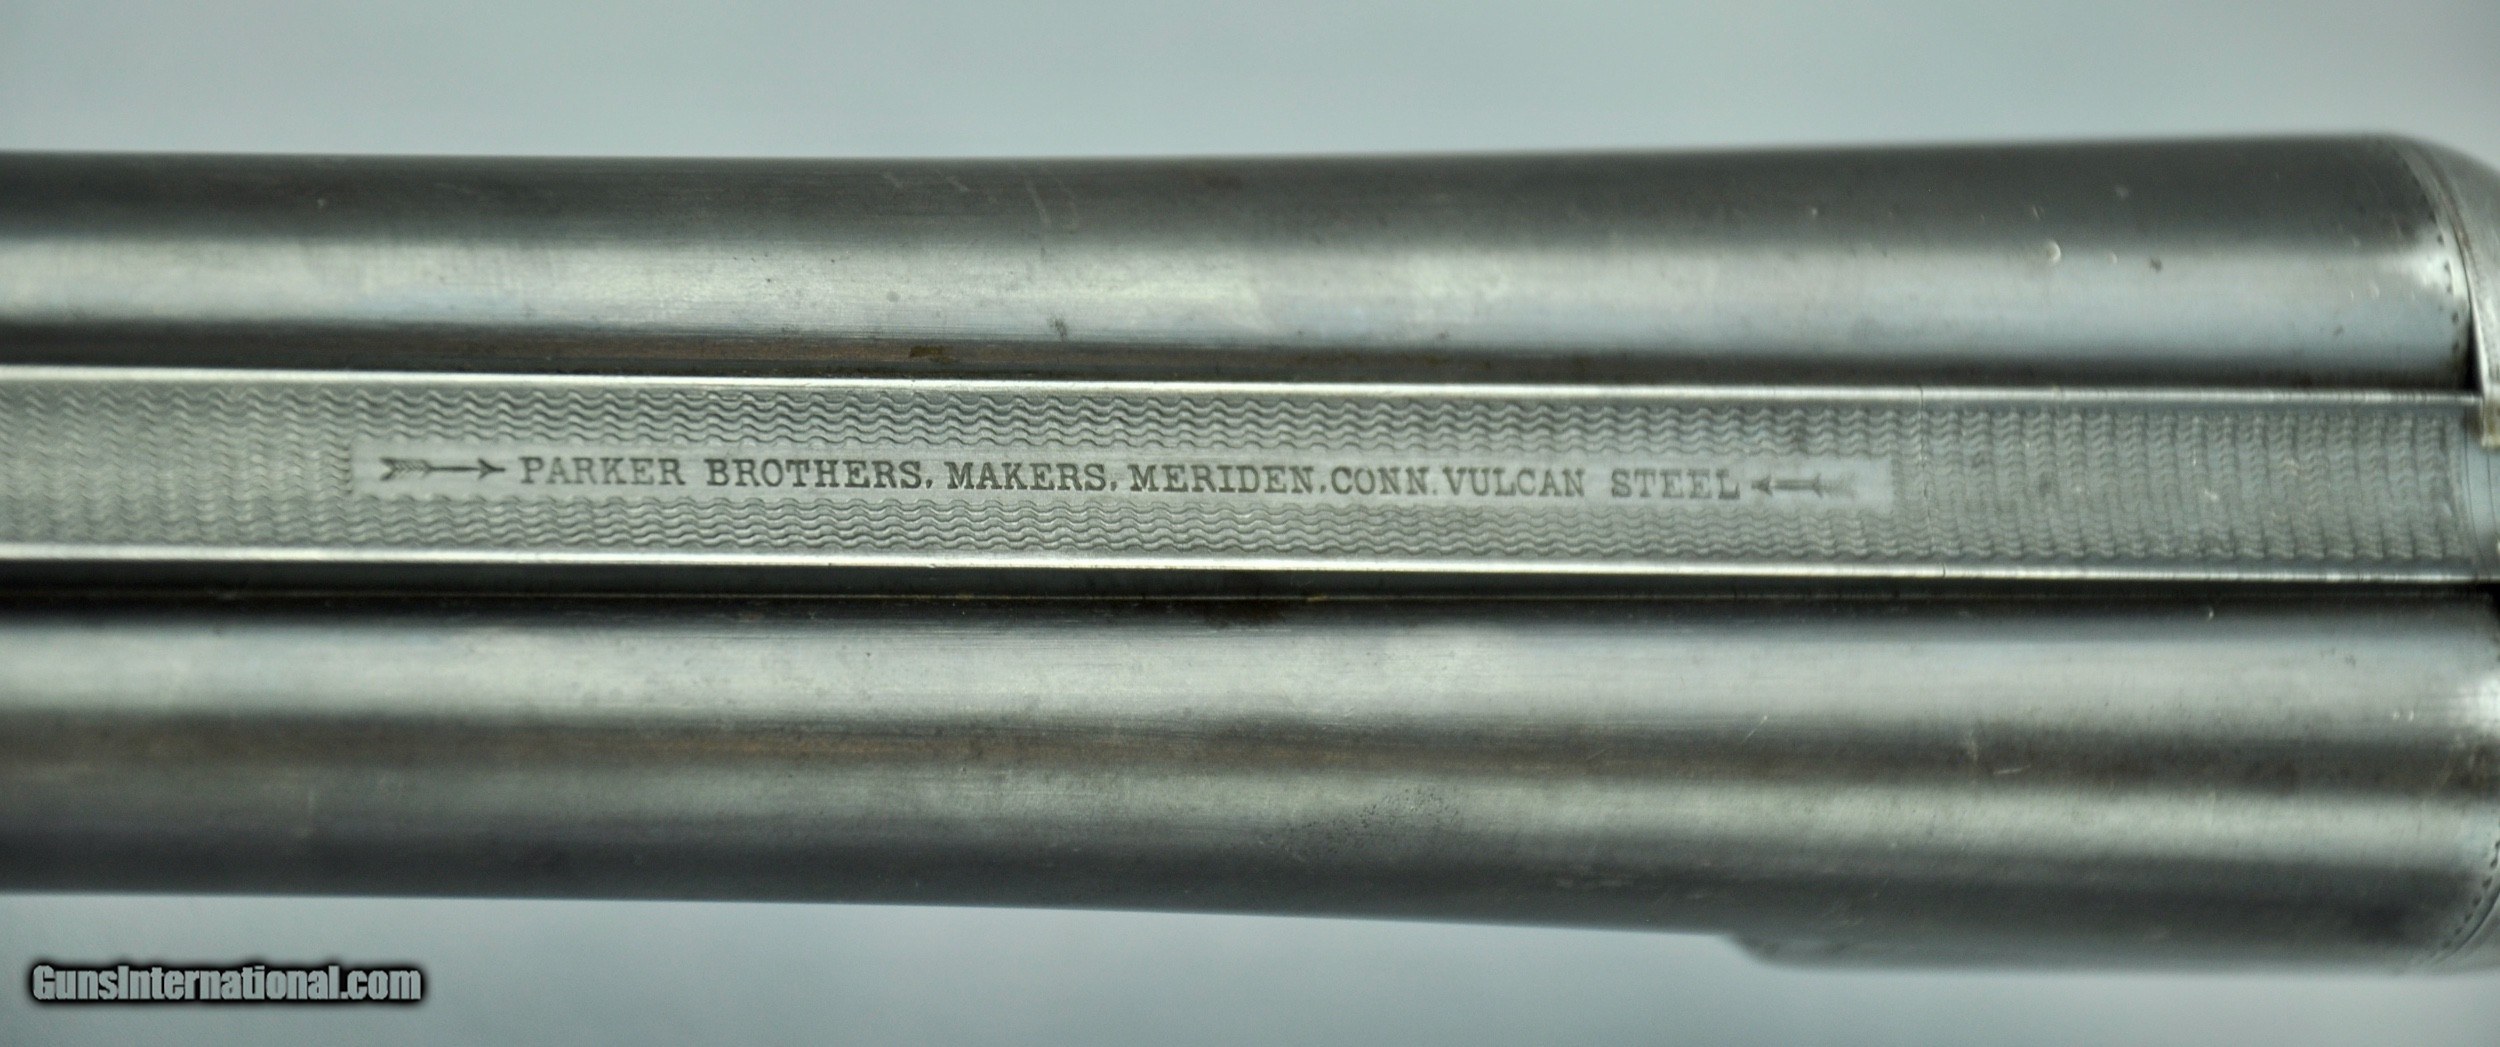 PARKER BROTHERS, MAKERS, MERIDEN, CONN. VULCAN STEEL
GunsInternational.com